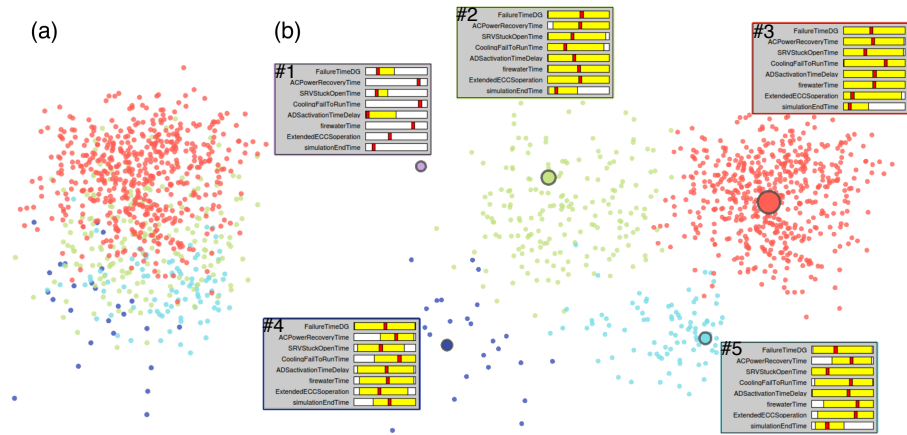 (a)
(b)
#1
FailureTimeDG
ACPowerRecoveryTime
SRVStuckOpenTime
CoolingFailToRunTime
ADSactivationTimeDelay
firewaterTime
ExtendedECCSoperation
simulationEndTime
#2
FailureTimeDG
ACPowerRecoveryTime
SRVStuckOpenTime
CoolingFailToRunTime
ADSactivationTimeDelay
firewaterTime
ExtendedECCSoperation
simulationEndTime
#3
FailureTimeDG
ACPowerRecoveryTime
SRVStuckOpenTime
CoolingFailToRunTime
ADSactivationTimeDelay
firewaterTime
ExtendedECCSoperation
simulationEndTime
#4
FailureTimeDG
ACPowerRecoveryTime
SRVStuckOpenTime
CoolingFailToRunTime
ADSactivationTimeDelay
firewaterTime
ExtendedECCSoperation
simulationEndTime
#5
FailureTimeDG
ACPowerRecoveryTime
SRVStuckOpenTime
CoolingFailToRunTime
ADSactivationTimeDelay
firewaterTime
ExtendedECCSoperation
simulationEndTime